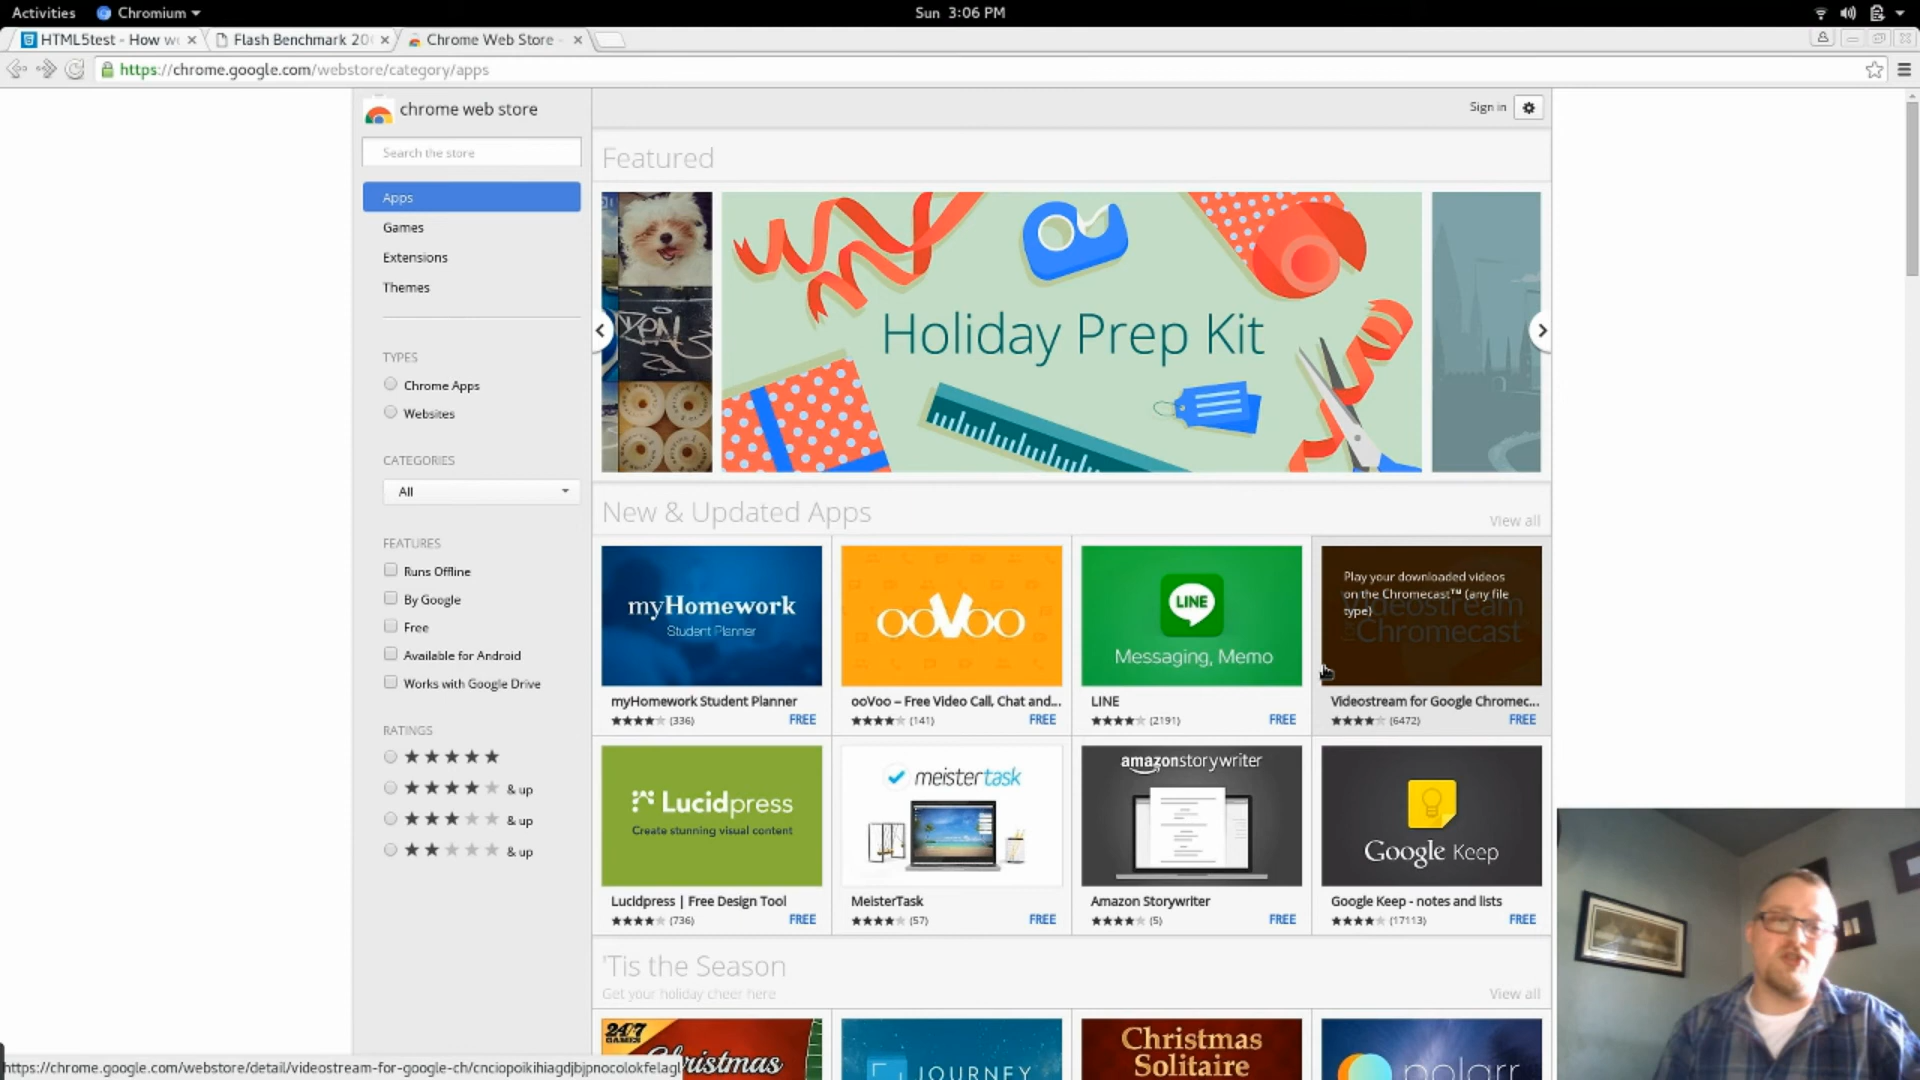 Activities
Chromium
Sun 3:06 PM
HTML5test - How w
Flash Benchmark 20
Chrome Web Store -
https://chrome.google.com/webstore/category/apps
chrome web store
Search the store
Apps
Games
Extensions
Themes
TYPES
Chrome Apps
Websites
CATEGORIES
All
FEATURES
Runs Offline
By Google
Free
Available for Android
Works with Google Drive
RATINGS
& up
& up
& up
Sign in
Featured
Holiday Prep Kit
New & Updated Apps
View all
myHomework
Student Planner
myHomework Student Planner
(336)
FREE
ooVoo
ooVoo – Free Video Call, Chat and...
(141)
FREE
LINE
Messaging, Memo
LINE
(2191)
FREE
Play your downloaded videos
on the Chromecast™ (any file
type)
Videostream
Chromecast
Videostream for Google Chromec...
(6472)
FREE
Lucidpress
Create stunning visual content
Lucidpress | Free Design Tool
(736)
FREE
meistertask
MeisterTask
(57)
FREE
amazonstorywriter
Amazon Storywriter
(5)
FREE
Google Keep
Google Keep - notes and lists
(17113)
FREE
'Tis the Season
Get your holiday cheer here
View all
24/7
GAMES
Christmas
JOURNEY
Christmas
Solitaire
polarr
https://chrome.google.com/webstore/detail/videostream-for-google-ch/cnciopoikihiagdjbjpnocolokfelagl